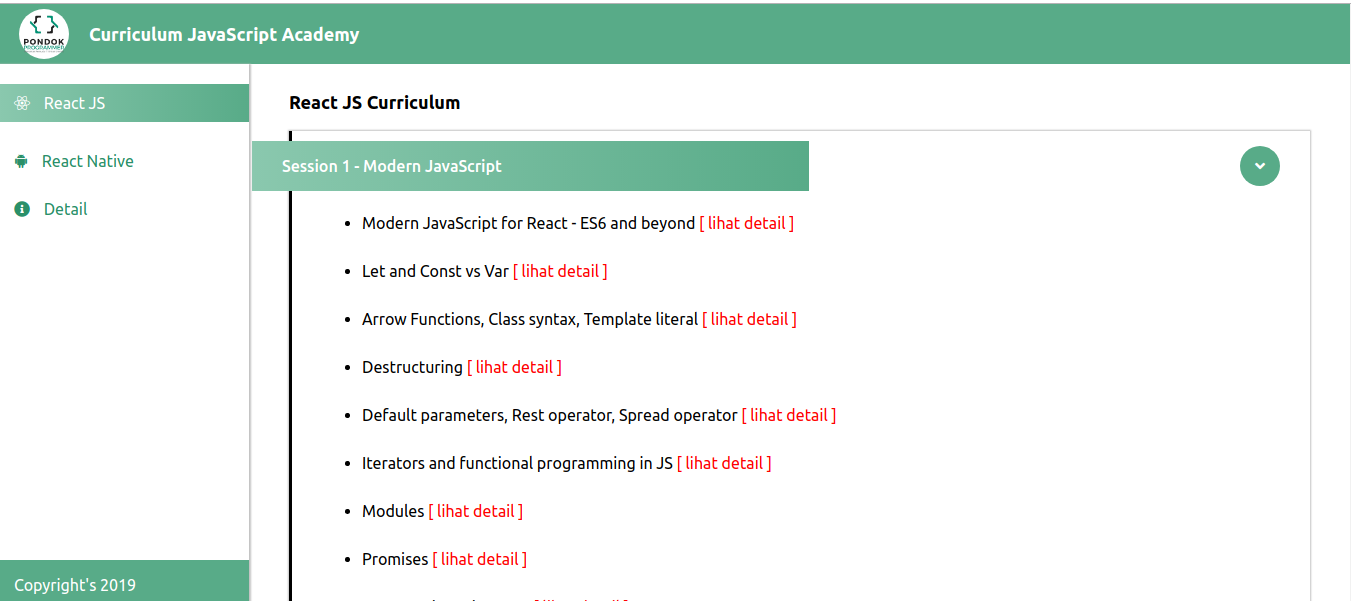 PONDOK
PROGRAMMER
Curriculum JavaScript Academy
React JS
React Native
Detail
Copyright's 2019
React JS Curriculum
Session 1 - Modern JavaScript
Modern JavaScript for React - ES6 and beyond [ lihat detail ]
Let and Const vs Var [ lihat detail ]
Arrow Functions, Class syntax, Template literal [ lihat detail ]
Destructuring [ lihat detail ]
Default parameters, Rest operator, Spread operator [ lihat detail ]
Iterators and functional programming in JS [ lihat detail ]
Modules [ lihat detail ]
Promises [ lihat detail ]